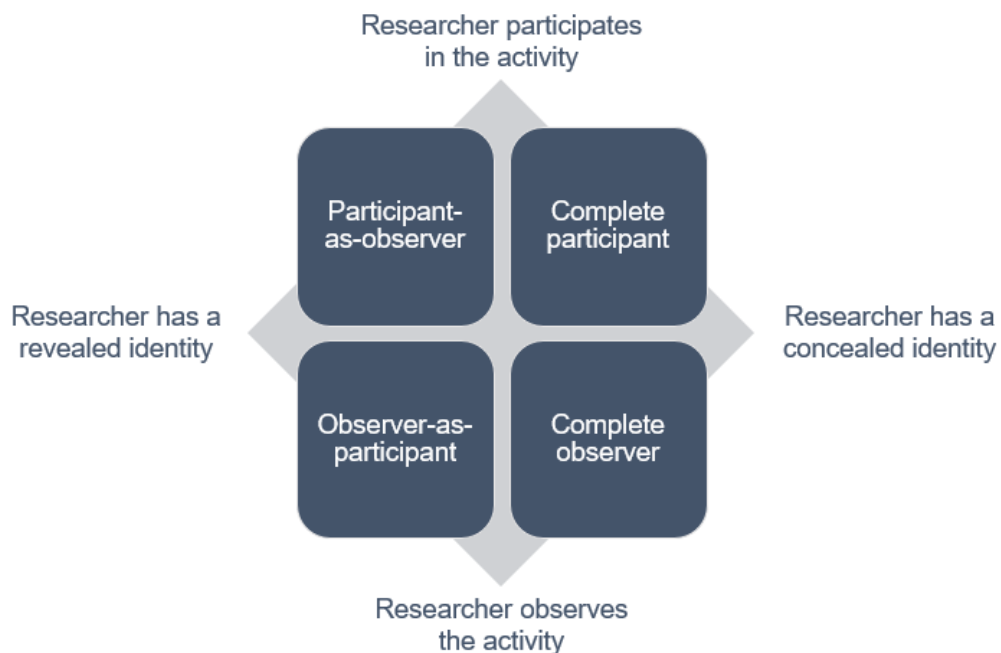 Researcher participates
in the activity
Participant-
as-observer
Complete
participant
Researcher has a
revealed identity
Researcher has a
concealed identity
Observer-as-
participant
Complete
observer
Researcher observes
the activity